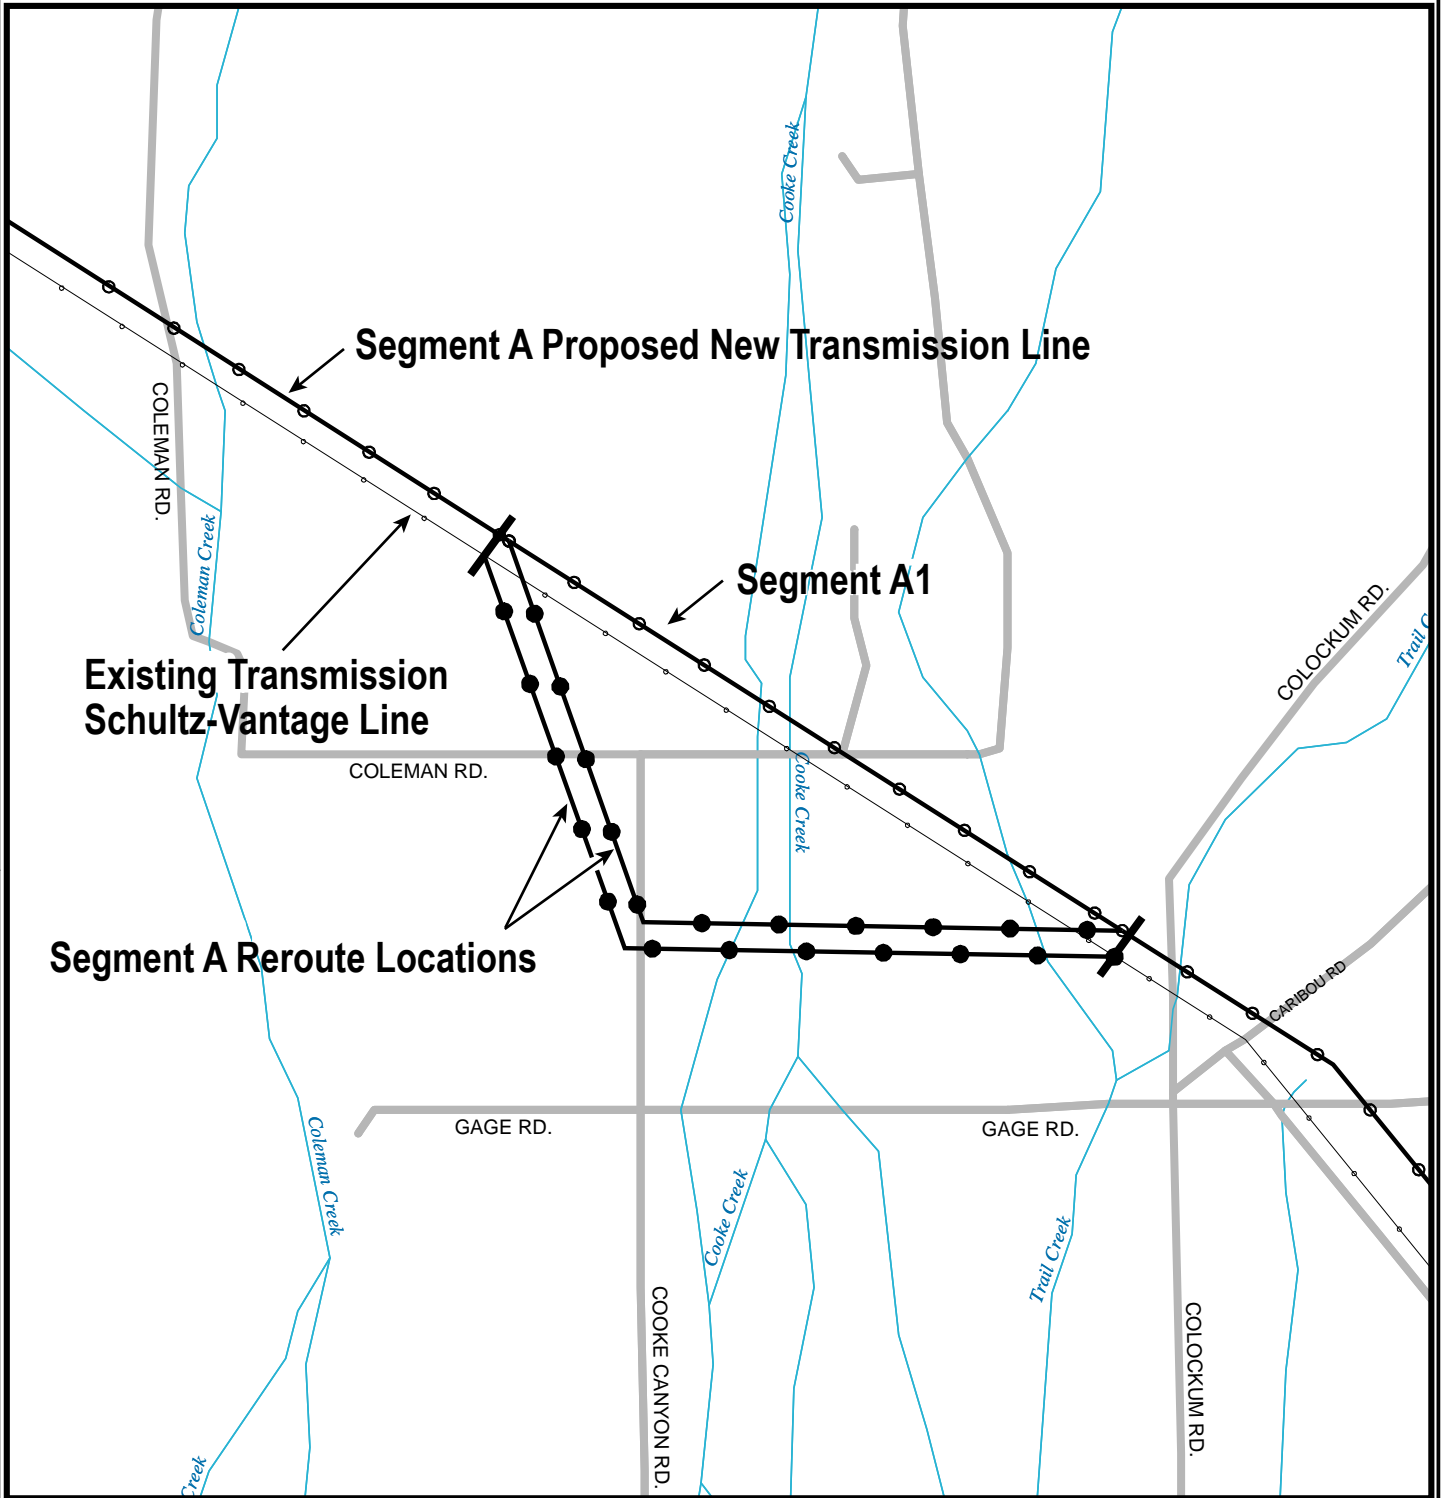 Cooke Creek
Segment A Proposed New Transmission Line
COLEMAN RD.
Coleman Creek
Segment A1
COLOCKUM RD.
Trail C
Existing Transmission
Schultz-Vantage Line
COLEMAN RD.
Cooke Creek
Segment A Reroute Locations
CARIBOU RD
GAGE RD.
GAGE RD.
Coleman Creek
Cooke Creek
Trail Creek
COOKE CANYON RD.
COLOCKUM RD.
Creek